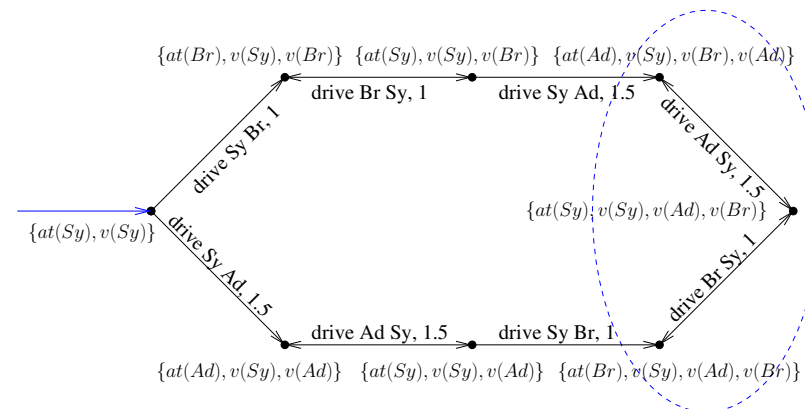 {at(Br), v(Sy), v(Br)} {at(Sy), v(Sy), v(Br)} {at(Ad), v(Sy), v(Br), v(Ad)}
drive Br Sy, 1
drive Sy Ad, 1.5
drive Sy Br, 1
drive Ad Sy, 1.5
{at(Sy), v(Sy)}
{at(Sy), v(Sy), v(Ad), v(Br)}
drive Sy Ad, 1.5
drive Br Sy, 1
drive Ad Sy, 1.5
drive Sy Br, 1
{at(Ad), v(Sy), v(Ad)} {at(Sy), v(Sy), v(Ad)} {at(Br), v(Sy), v(Ad), v(Br)}